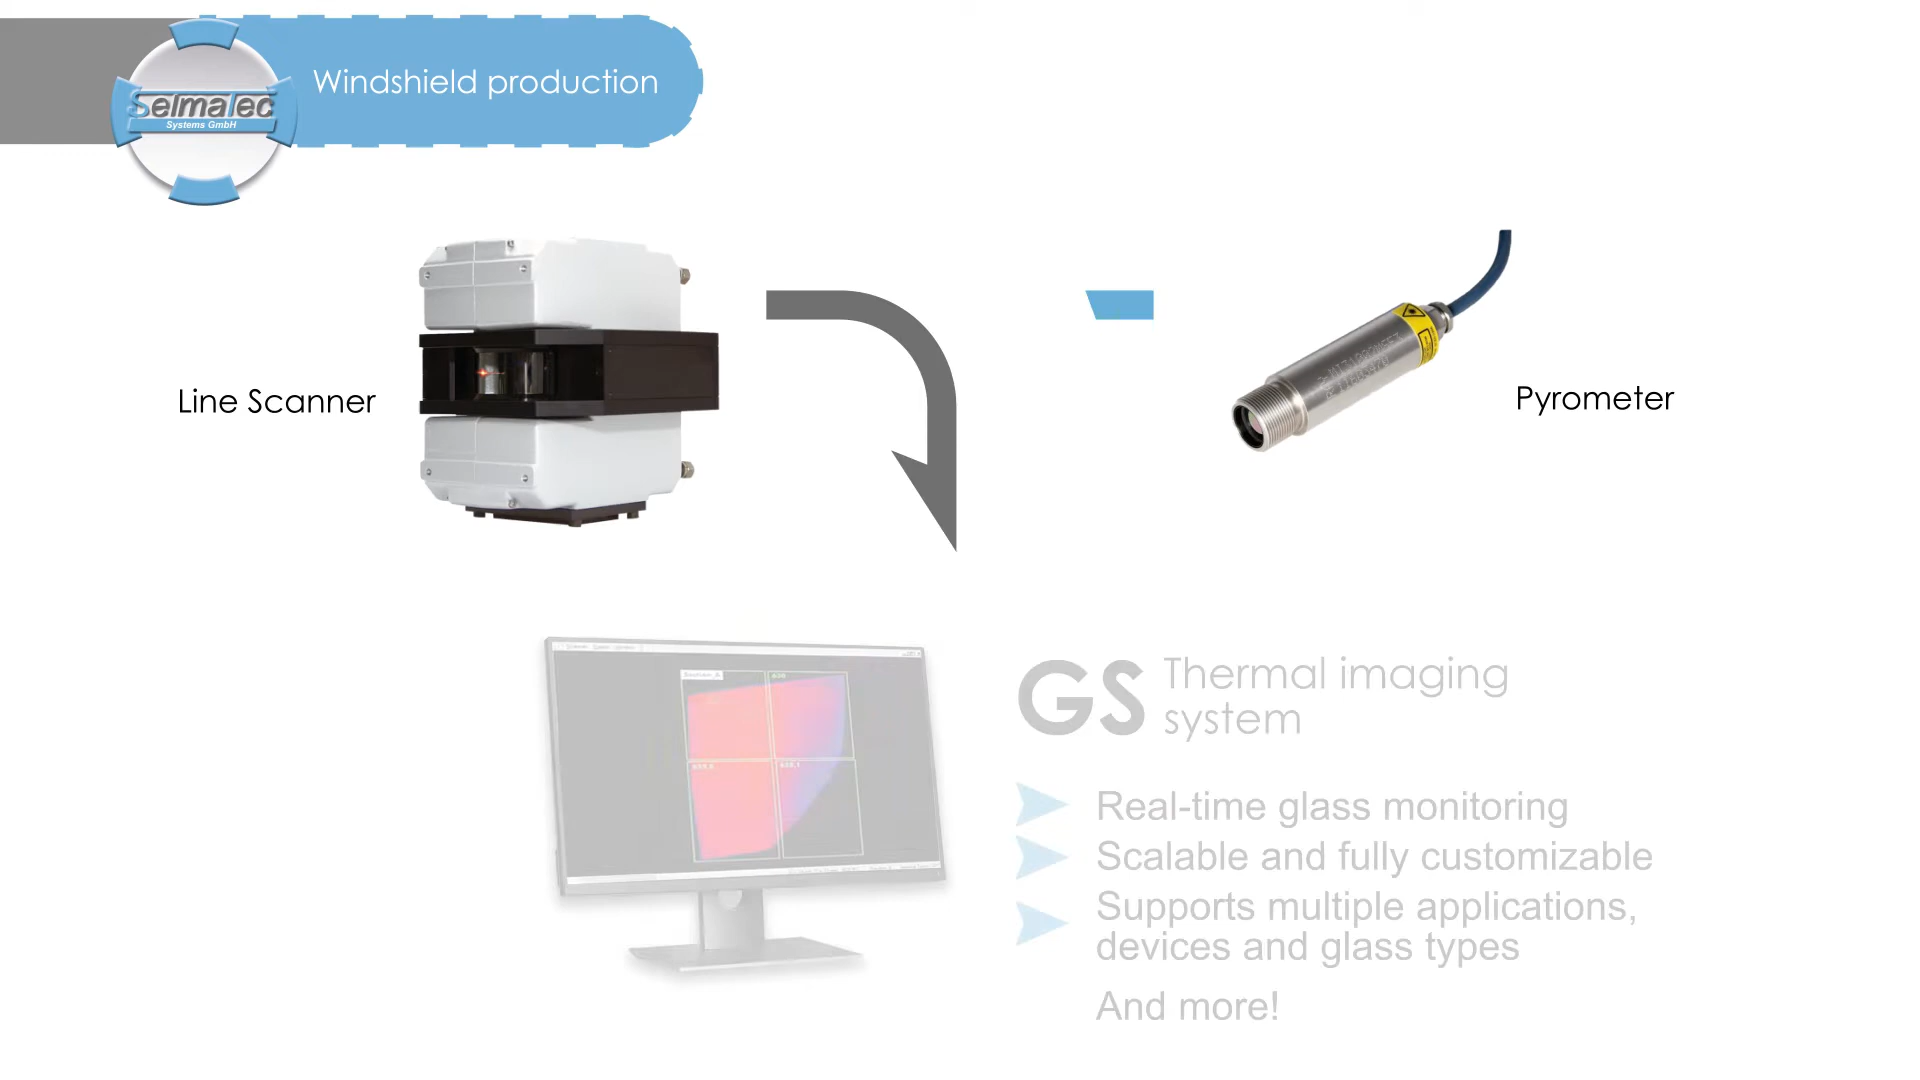 Windshield production
SelmaTec
Systems GmbH
Line Scanner
Pyrometer
Scanner_A
GS
Thermal imaging
system
Real-time glass monitoring
Scalable and fully customizable
Supports multiple applications,
devices and glass types
And more!